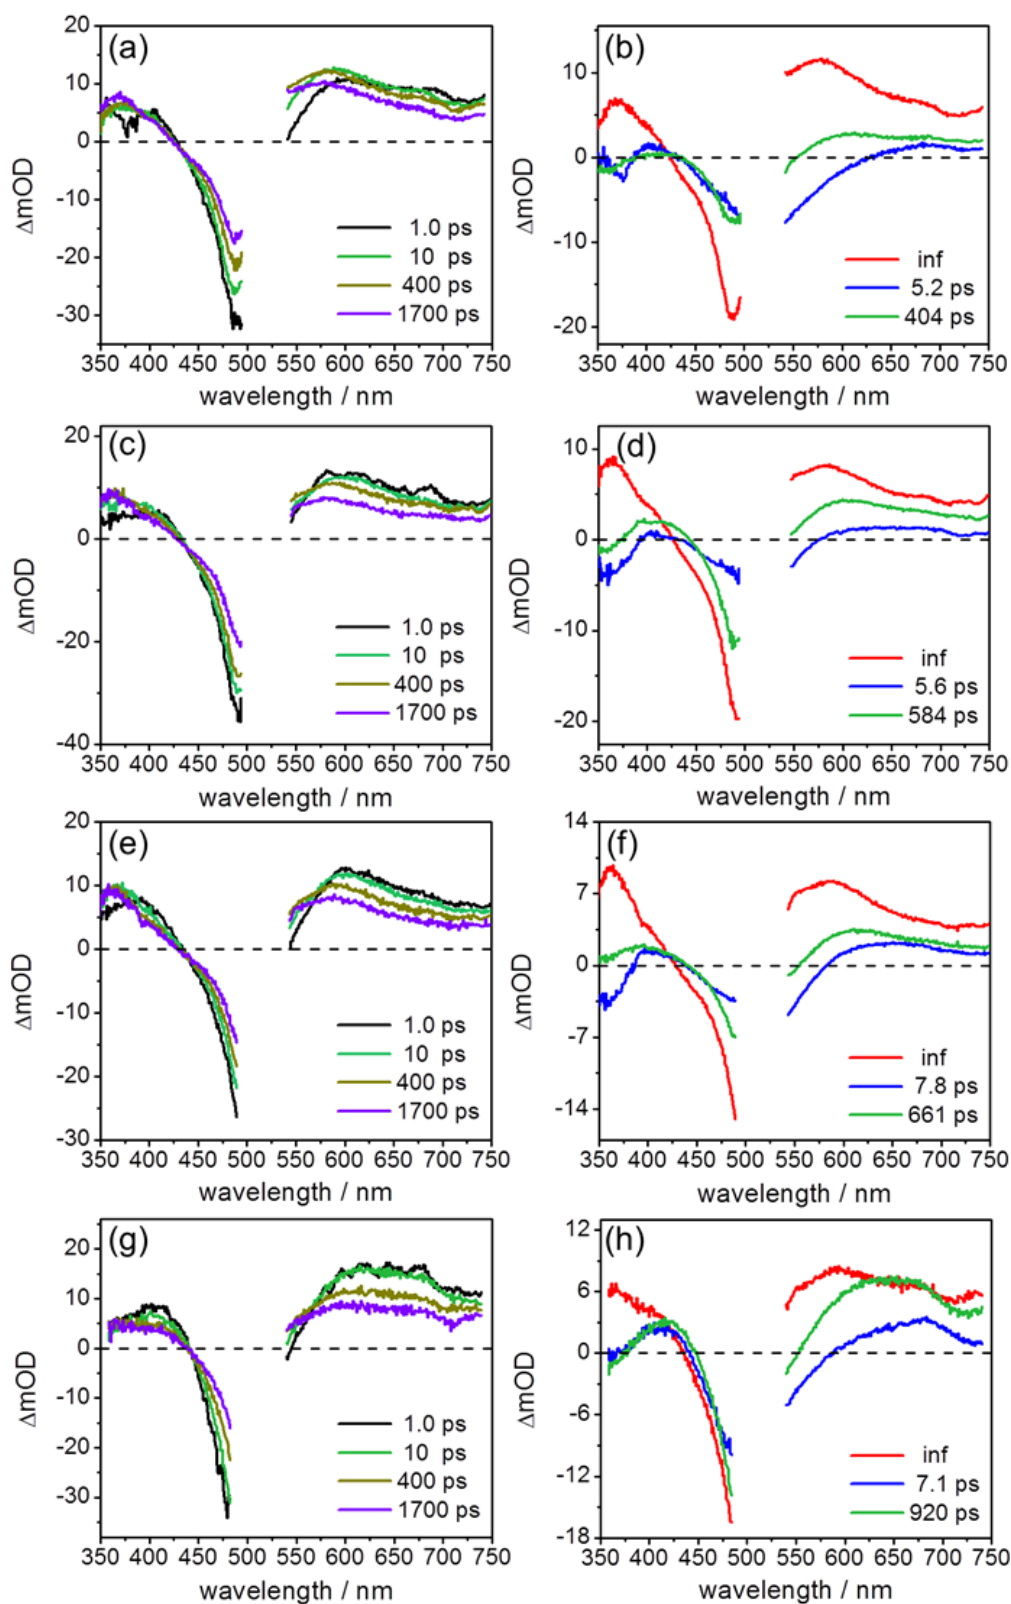 (a)
20
10
0
-10
-20
-30
ΔmOD
1.0 ps
10 ps
400 ps
1700 ps
350 400 450 500 550 600 650 700 750
wavelength / nm
(b)
10
0
-10
-20
ΔmOD
inf
5.2 ps
404 ps
350 400 450 500 550 600 650 700 750
wavelength / nm
(c)
20
0
-20
-40
ΔmOD
1.0 ps
10 ps
400 ps
1700 ps
350 400 450 500 550 600 650 700 750
wavelength / nm
(d)
10
0
-10
-20
ΔmOD
inf
5.6 ps
584 ps
350 400 450 500 550 600 650 700 750
wavelength / nm
(e)
20
10
0
-10
-20
-30
ΔmOD
1.0 ps
10 ps
400 ps
1700 ps
350 400 450 500 550 600 650 700 750
wavelength / nm
(f)
14
7
0
-7
-14
ΔmOD
inf
7.8 ps
661 ps
350 400 450 500 550 600 650 700 750
wavelength / nm
(g)
20
10
0
-10
-20
-30
ΔmOD
1.0 ps
10 ps
400 ps
1700 ps
350 400 450 500 550 600 650 700 750
wavelength / nm
(h)
12
6
0
-6
-12
-18
ΔmOD
inf
7.1 ps
920 ps
350 400 450 500 550 600 650 700 750
wavelength / nm